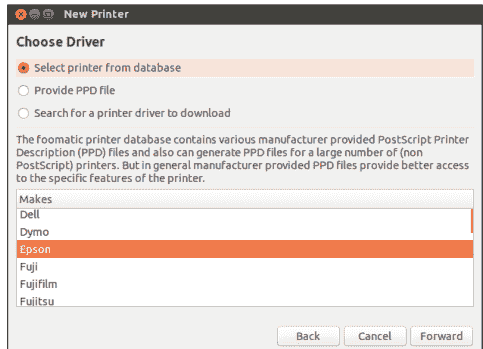 New Printer
Choose Driver
Select printer from database
Provide PPD file
Search for a printer driver to download
The foomatic printer database contains various manufacturer provided PostScript Printer
Description (PPD) files and also can generate PPD files for a large number of (non
PostScript) printers. But in general manufacturer provided PPD files provide better access
to the specific features of the printer.
Makes
Dell
Dymo
Epson
Fuji
Fujifilm
Fujitsu
Back Cancel Forward